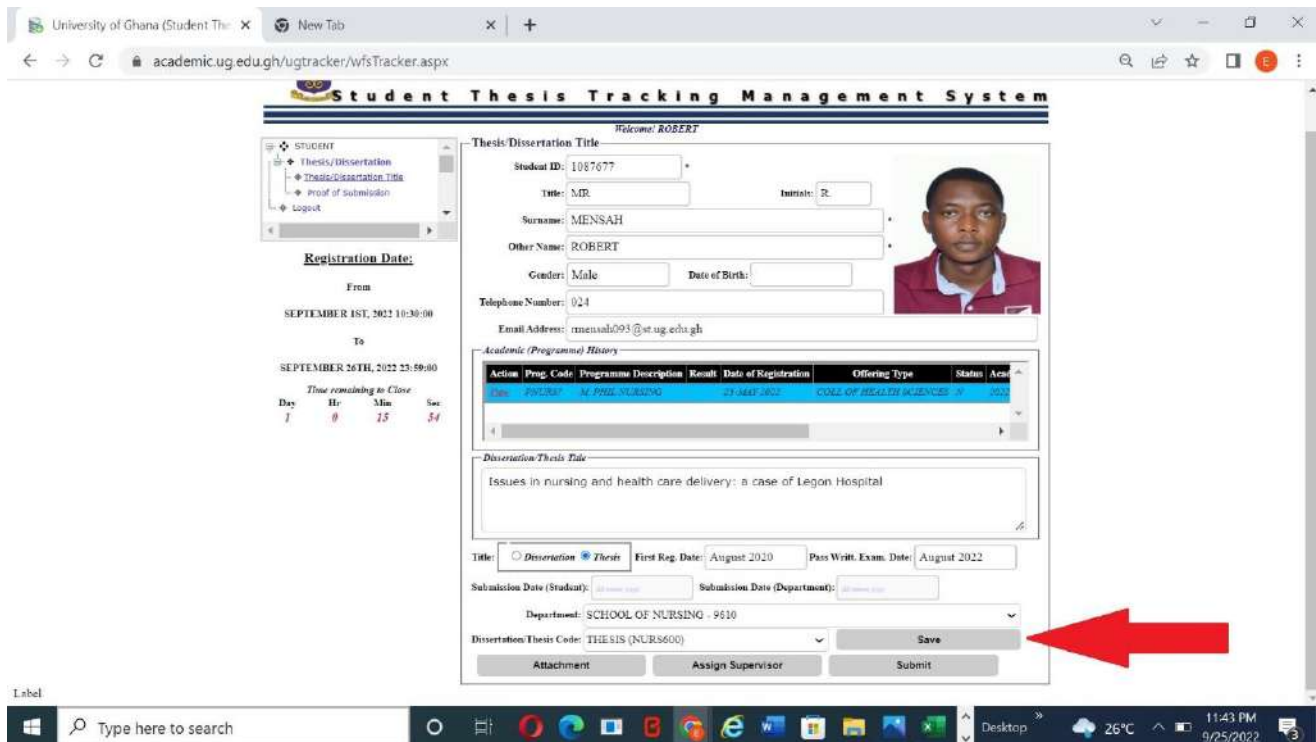 University of Ghana (Student The
New Tab
academic.ug.edu.gh/ugtracker/wfsTracker.aspx
E
Student Thesis Tracking Management System
Welcome! ROBERT
STUDENT
Thesis/Dissertation
Thesis/Dissertation Title
Proof of Submission
Logout
Registration Date:
From
SEPTEMBER 1ST, 2022 10:30:00
To
SEPTEMBER 26TH, 2022 23:59:00
Time remaining to Close
Day Hr Min Sec
1 0 15 54
Thesis/Dissertation Title
Student ID: 1087677 *
Title: MR Initials: R.
Surname: MENSAH *
Other Name: ROBERT *
Gender: Male Date of Birth:
Telephone Number: 024
Email Address: rmensah093@st.ug.edu.gh
Academic (Programme) History
Action Prog. Code Programme Description Result Date of Registration Offering Type Status Acad
M. PHIL NURSING 23-MAY-2022 COLL OF HEALTH SCIENCES N 2022
Dissertation/Thesis Title
Issues in nursing and health care delivery: a case of Legon Hospital
Title: Dissertation Thesis First Reg. Date: August 2020 Pass Writt. Exam. Date: August 2022
Submission Date (Student): Submission Date (Department):
Department: SCHOOL OF NURSING - 9610
Dissertation/Thesis Code: THESIS (NURS600) Save
Attachment Assign Supervisor Submit
Label
Type here to search
Desktop
26°C
11:43 PM
9/25/2022
3